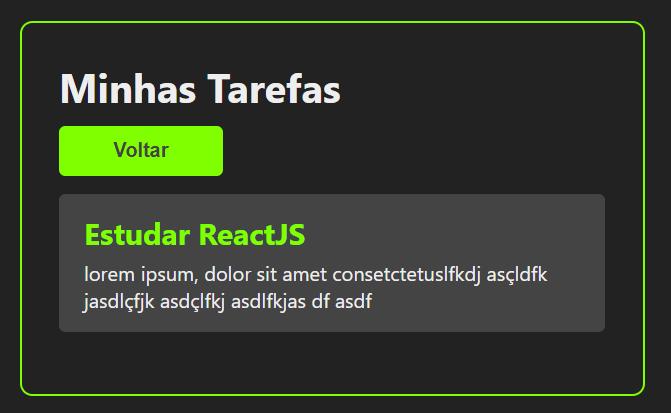 Minhas Tarefas
Voltar
Estudar ReactJS
lorem ipsum, dolor sit amet consetctetuslfkdj asçldfk
jasdlçfjk asdçlfkj asdlfkjas df asdf